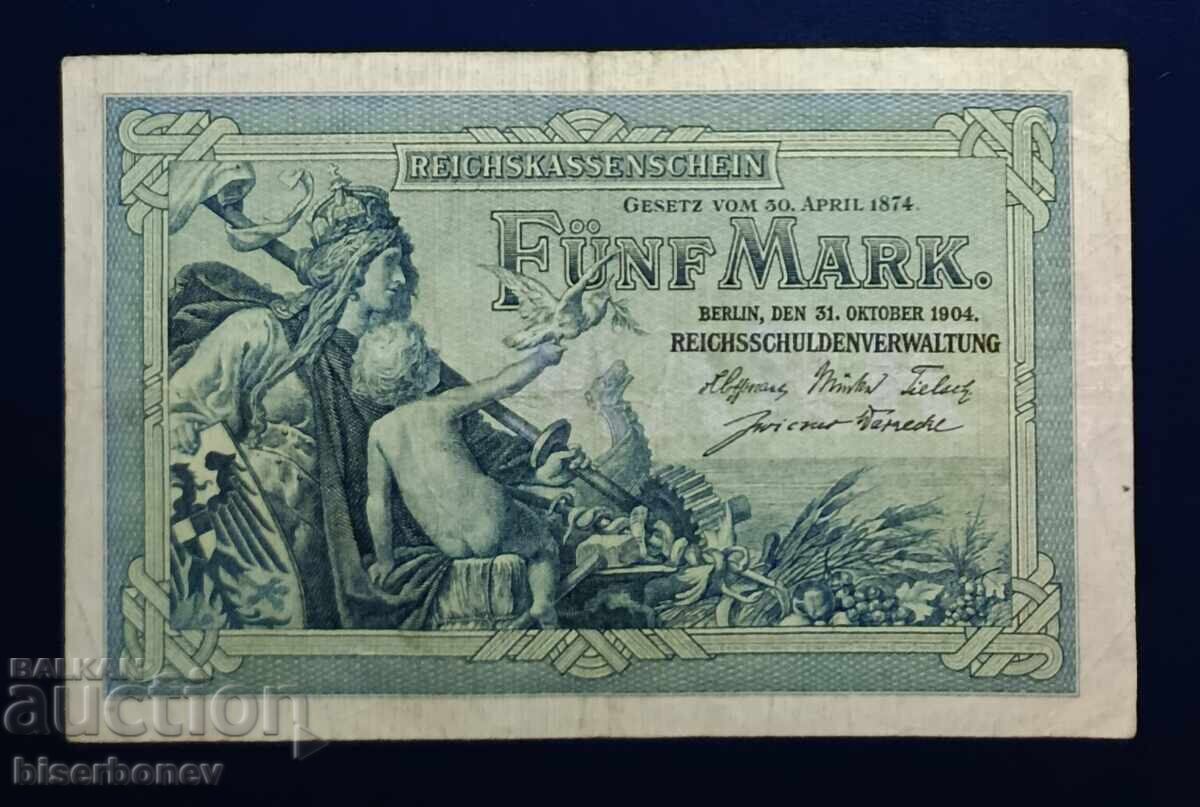 REICHSKASSENSCHEIN
GESETZ VOM 30. APRIL 1874.
FÜNF MARK.
BERLIN, DEN 31. OKTOBER 1904.
REICHSSCHULDENVERWALTUNG
BALKAN
auction
biserbonev